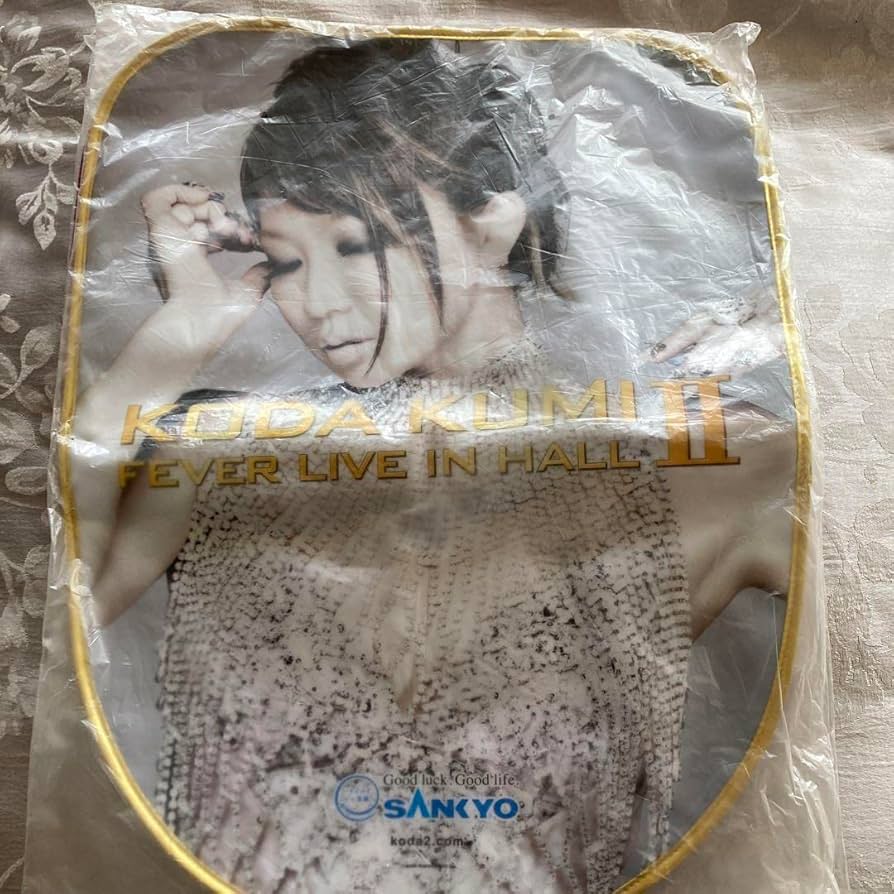 KODA KUMI II
FEVER LIVE IN HALL
Good luck. Good life.
SANKYO
koda2.com